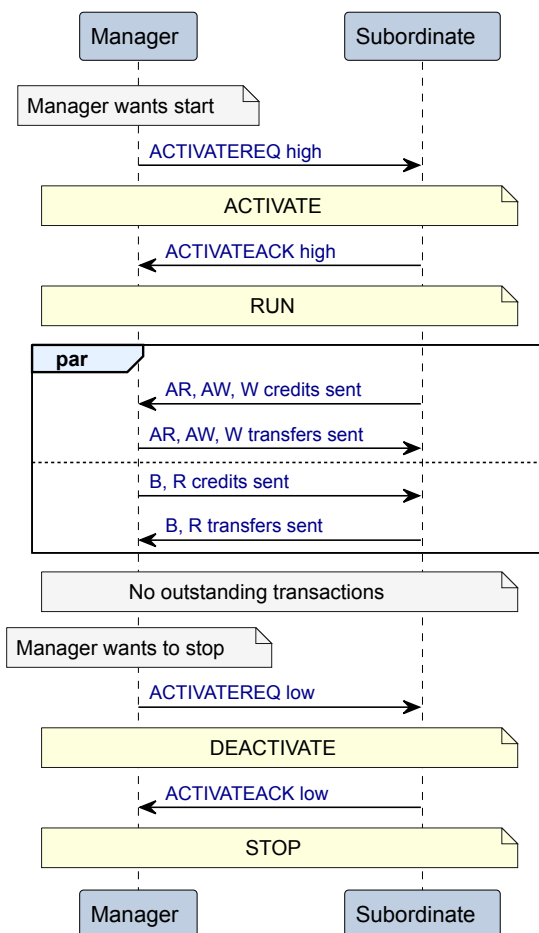 Manager
Subordinate
Manager wants start
ACTIVATEREQ high
ACTIVATE
ACTIVATEACK high
RUN
par
AR, AW, W credits sent
AR, AW, W transfers sent
B, R credits sent
B, R transfers sent
No outstanding transactions
Manager wants to stop
ACTIVATEREQ low
DEACTIVATE
ACTIVATEACK low
STOP
Manager
Subordinate